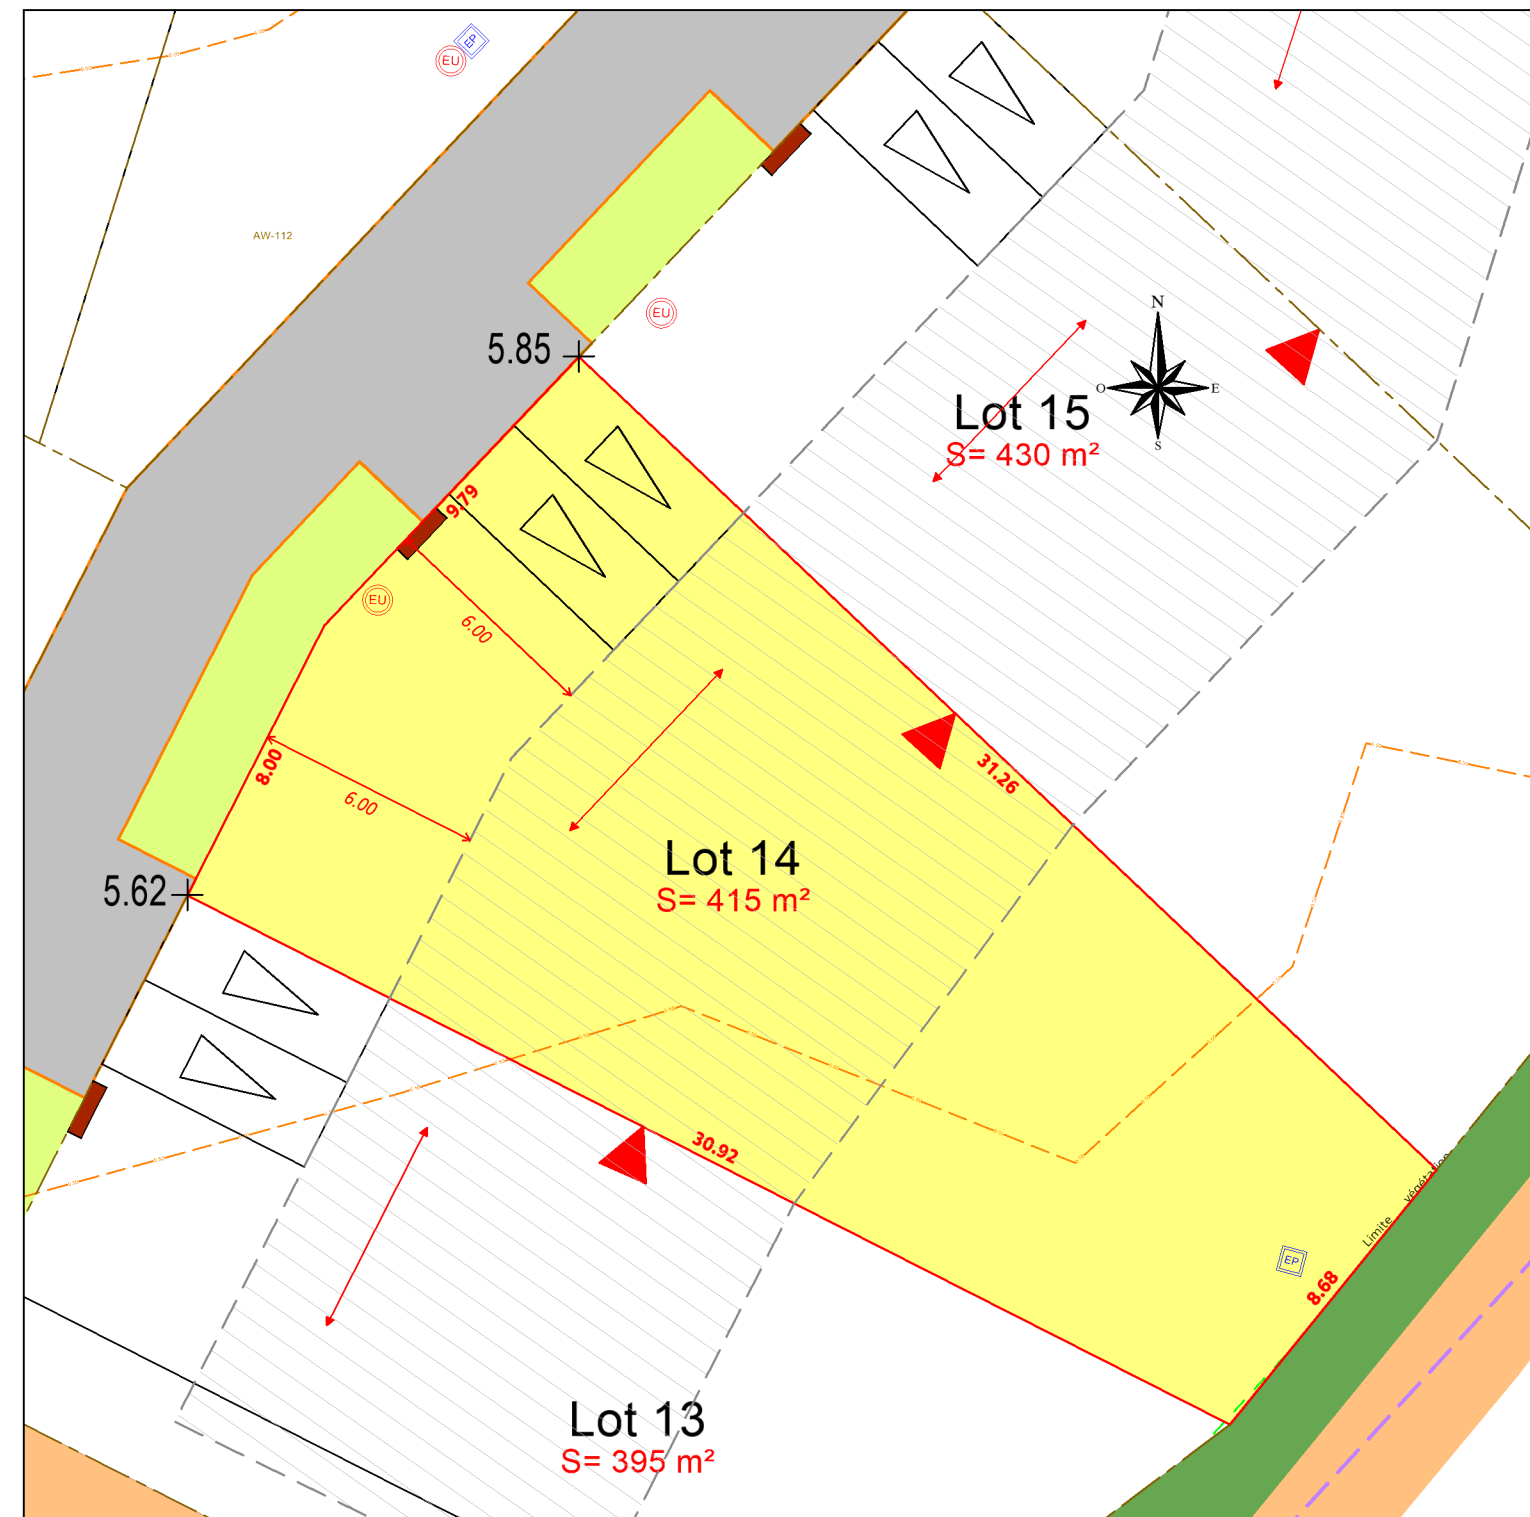 EP
EU
AW-112
EU
N
5.85
O
E
Lot 15
S= 430 m²
S
9.79
EU
6.00
8.00
6.00
31.26
Lot 14
S= 415 m²
5.62
30.92
Limite
EP
8.68
Lot 13
S= 395 m²